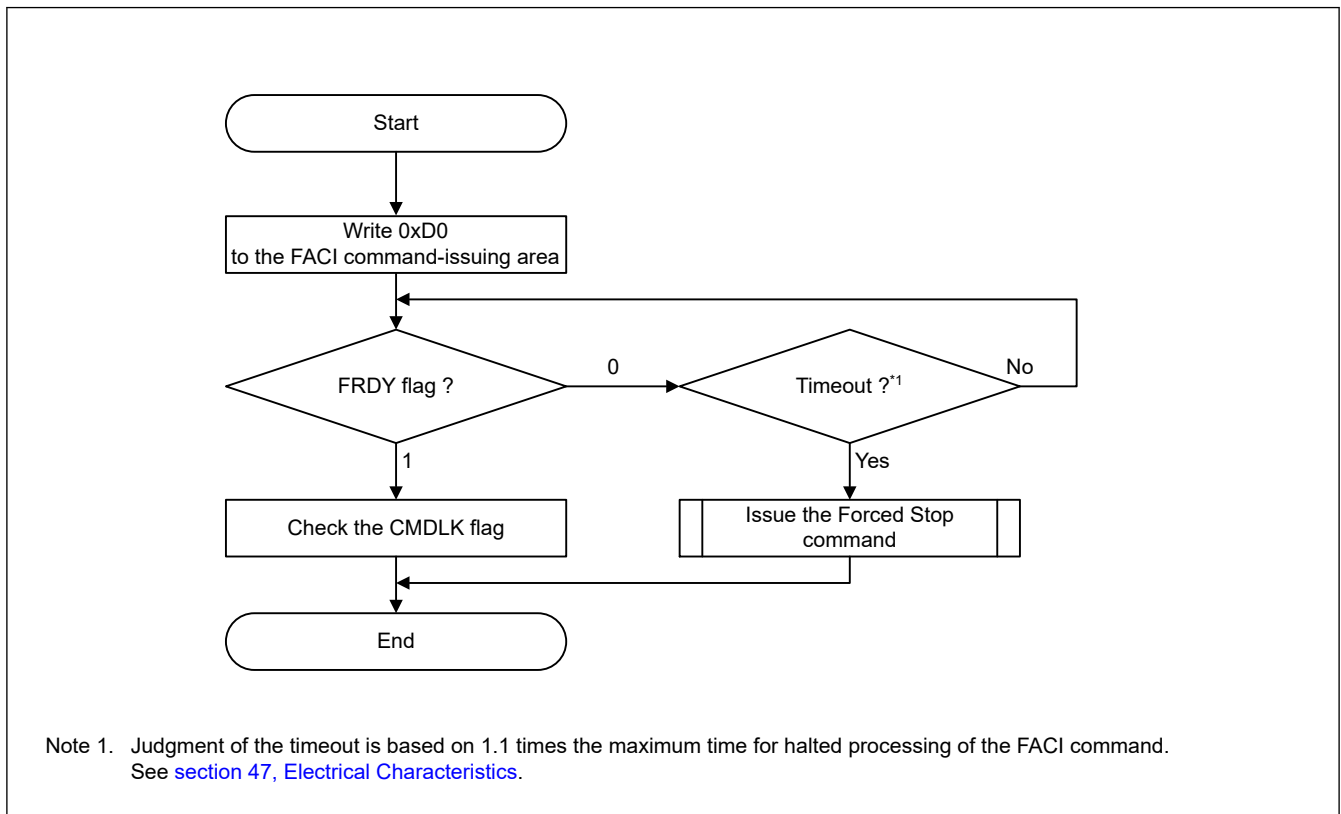 Start
Write 0xD0
to the FACI command-issuing area
FRDY flag ?
0
Timeout ?*1
No
1
Yes
Check the CMDLK flag
Issue the Forced Stop
command
End
Note 1. Judgment of the timeout is based on 1.1 times the maximum time for halted processing of the FACI command.
See section 47, Electrical Characteristics.